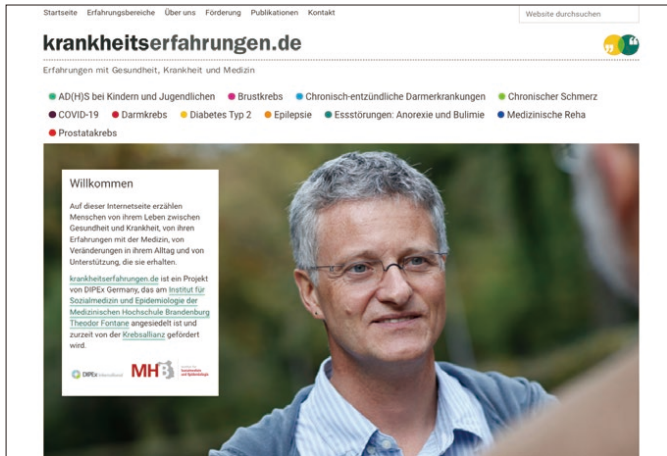 Startseite Erfahrungsbereiche Über uns Förderung Publikationen Kontakt
Website durchsuchen
krankheitserfahrungen.de
Erfahrungen mit Gesundheit, Krankheit und Medizin
AD(H)S bei Kindern und Jugendlichen Brustkrebs Chronisch-entzündliche Darmerkrankungen Chronischer Schmerz
COVID-19 Darmkrebs Diabetes Typ 2 Epilepsie Essstörungen: Anorexie und Bulimie Medizinische Reha
Prostatakrebs
Willkommen
Auf dieser Internetseite erzählen
Menschen von ihrem Leben zwischen
Gesundheit und Krankheit, von ihren
Erfahrungen mit der Medizin, von
Veränderungen in ihrem Alltag und von
Unterstützung, die sie erhalten.
krankheitserfahrungen.de ist ein Projekt
von DIPEx Germany, das am Institut für
Sozialmedizin und Epidemiologie der
Medizinischen Hochschule Brandenburg
Theodor Fontane angesiedelt ist und
zurzeit von der Krebsallianz gefördert
wird.
DIPEx International MHB